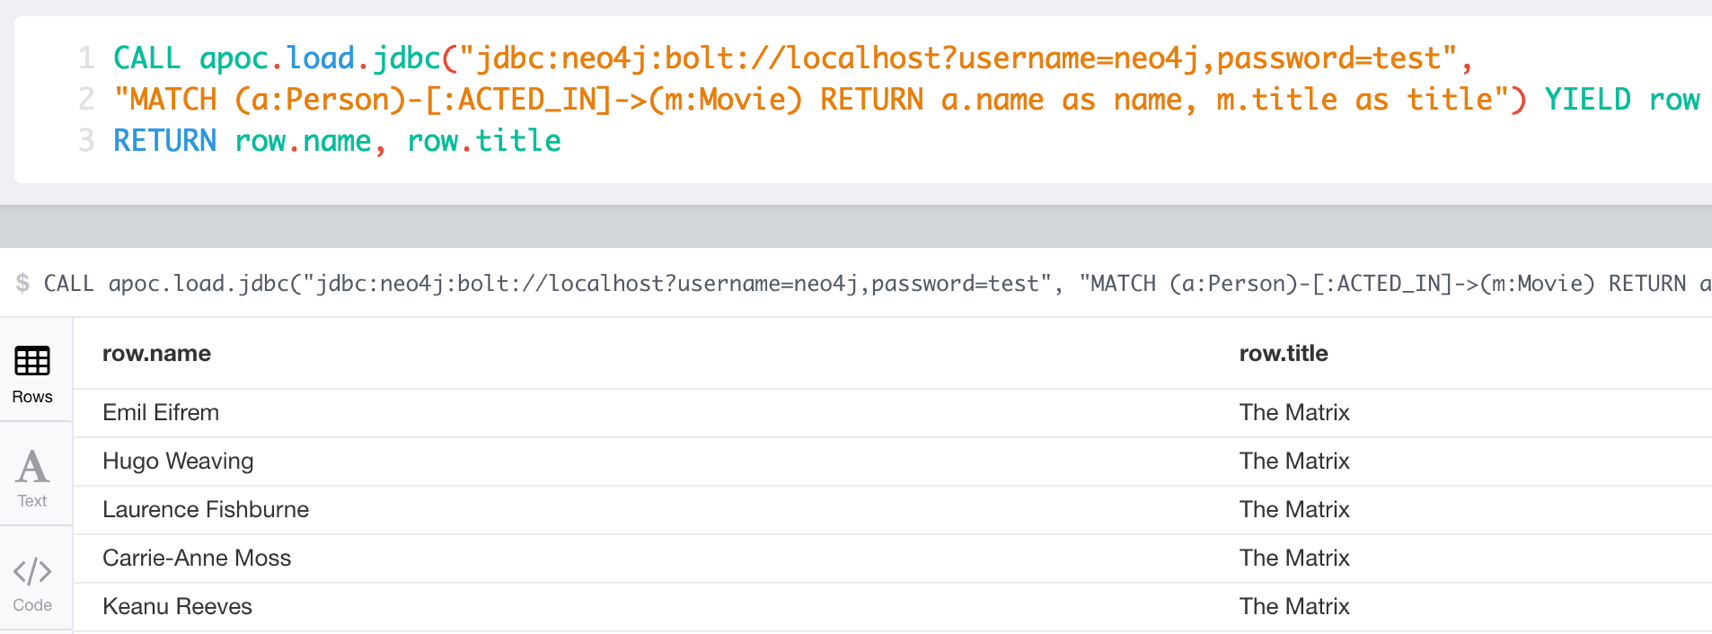 1 CALL apoc.load.jdbc("jdbc:neo4j:bolt://localhost?username=neo4j,password=test",
2 "MATCH (a:Person)-[:ACTED_IN]->(m:Movie) RETURN a.name as name, m.title as title") YIELD row
3 RETURN row.name, row.title
$ CALL apoc.load.jdbc("jdbc:neo4j:bolt://localhost?username=neo4j,password=test", "MATCH (a:Person)-[:ACTED_IN]->(m:Movie) RETURN a
row.name row.title
Rows
Emil Eifrem The Matrix
Hugo Weaving The Matrix
Text
Laurence Fishburne The Matrix
Carrie-Anne Moss The Matrix
</> Code
Keanu Reeves The Matrix